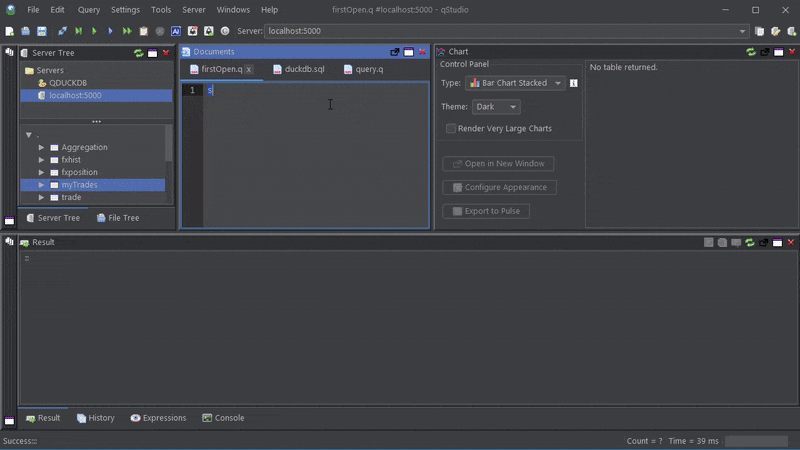 firstOpen.q #localhost:5000 - qStudio
File Edit Query Settings Tools Server Windows Help
AI
Server: localhost:5000
Server Tree
Servers
QDUCKDB
localhost:5000
.
Aggregation
fxhist
fxposition
myTrades
trade
Server Tree
File Tree
Documents
firstOpen.q x
duckdb.sql
query.q
1 s
Chart
Control Panel
Type: Bar Chart Stacked
Theme: Dark
Render Very Large Charts
Open in New Window
Configure Appearance
Export to Pulse
No table returned.
Result
::
Result
History
Expressions
Console
Success:::
Count = ? Time = 39 ms